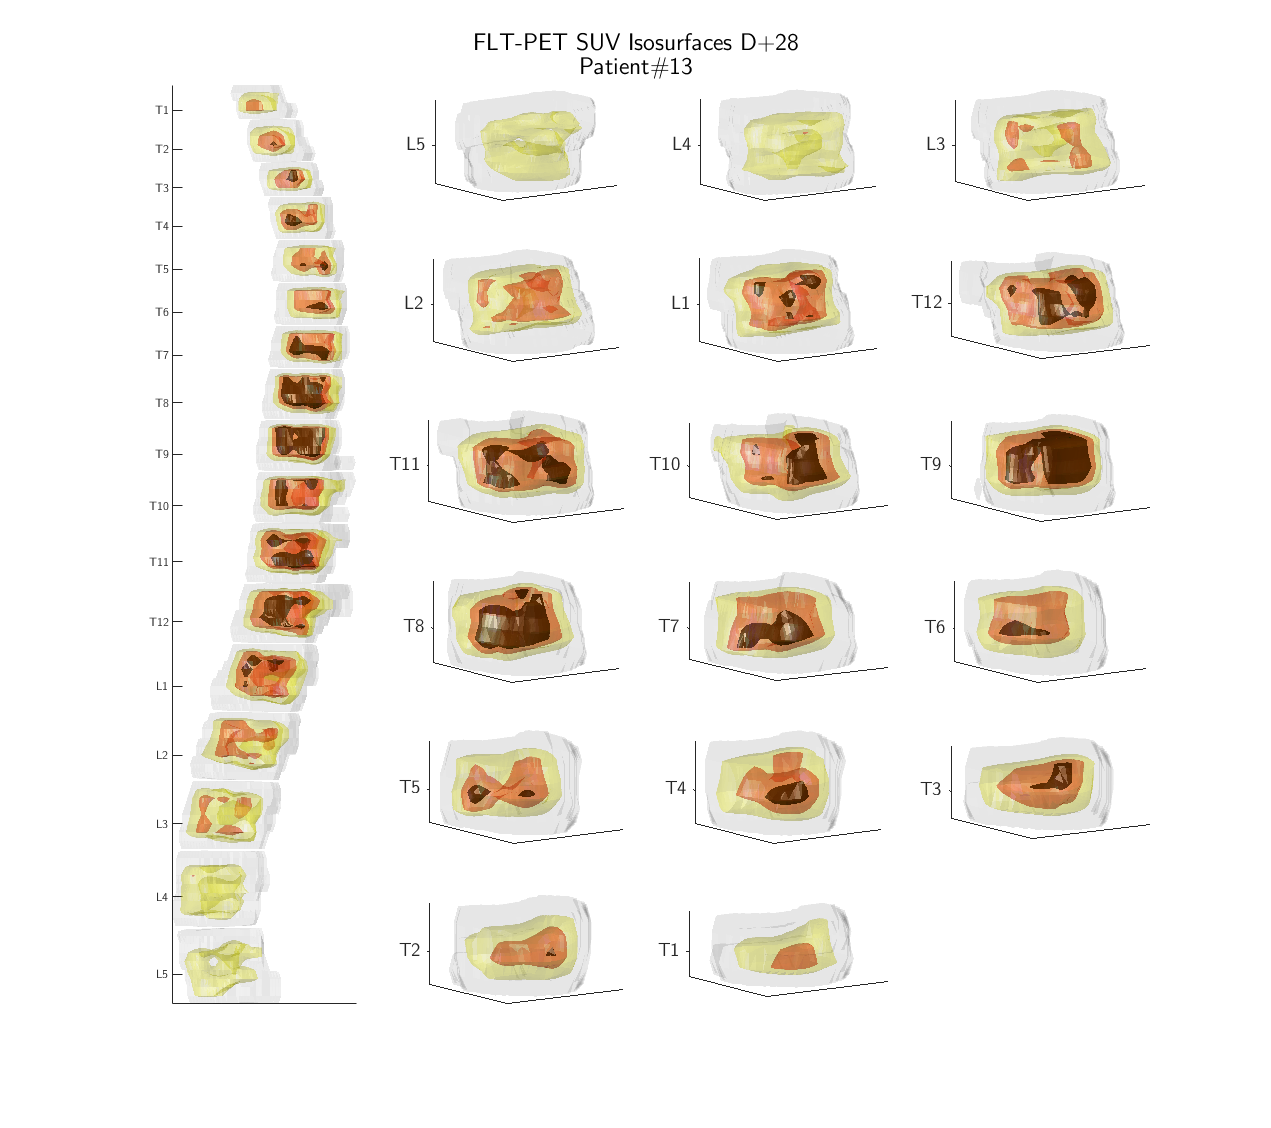 FLT-PET SUV Isosurfaces D+28
Patient#13
T1
T2
T3
T4
T5
T6
T7
T8
T9
T10
T11
T12
L1
L2
L3
L4
L5
L5
L4
L3
L2
L1
T12
T11
T10
T9
T8
T7
T6
T5
T4
T3
T2
T1